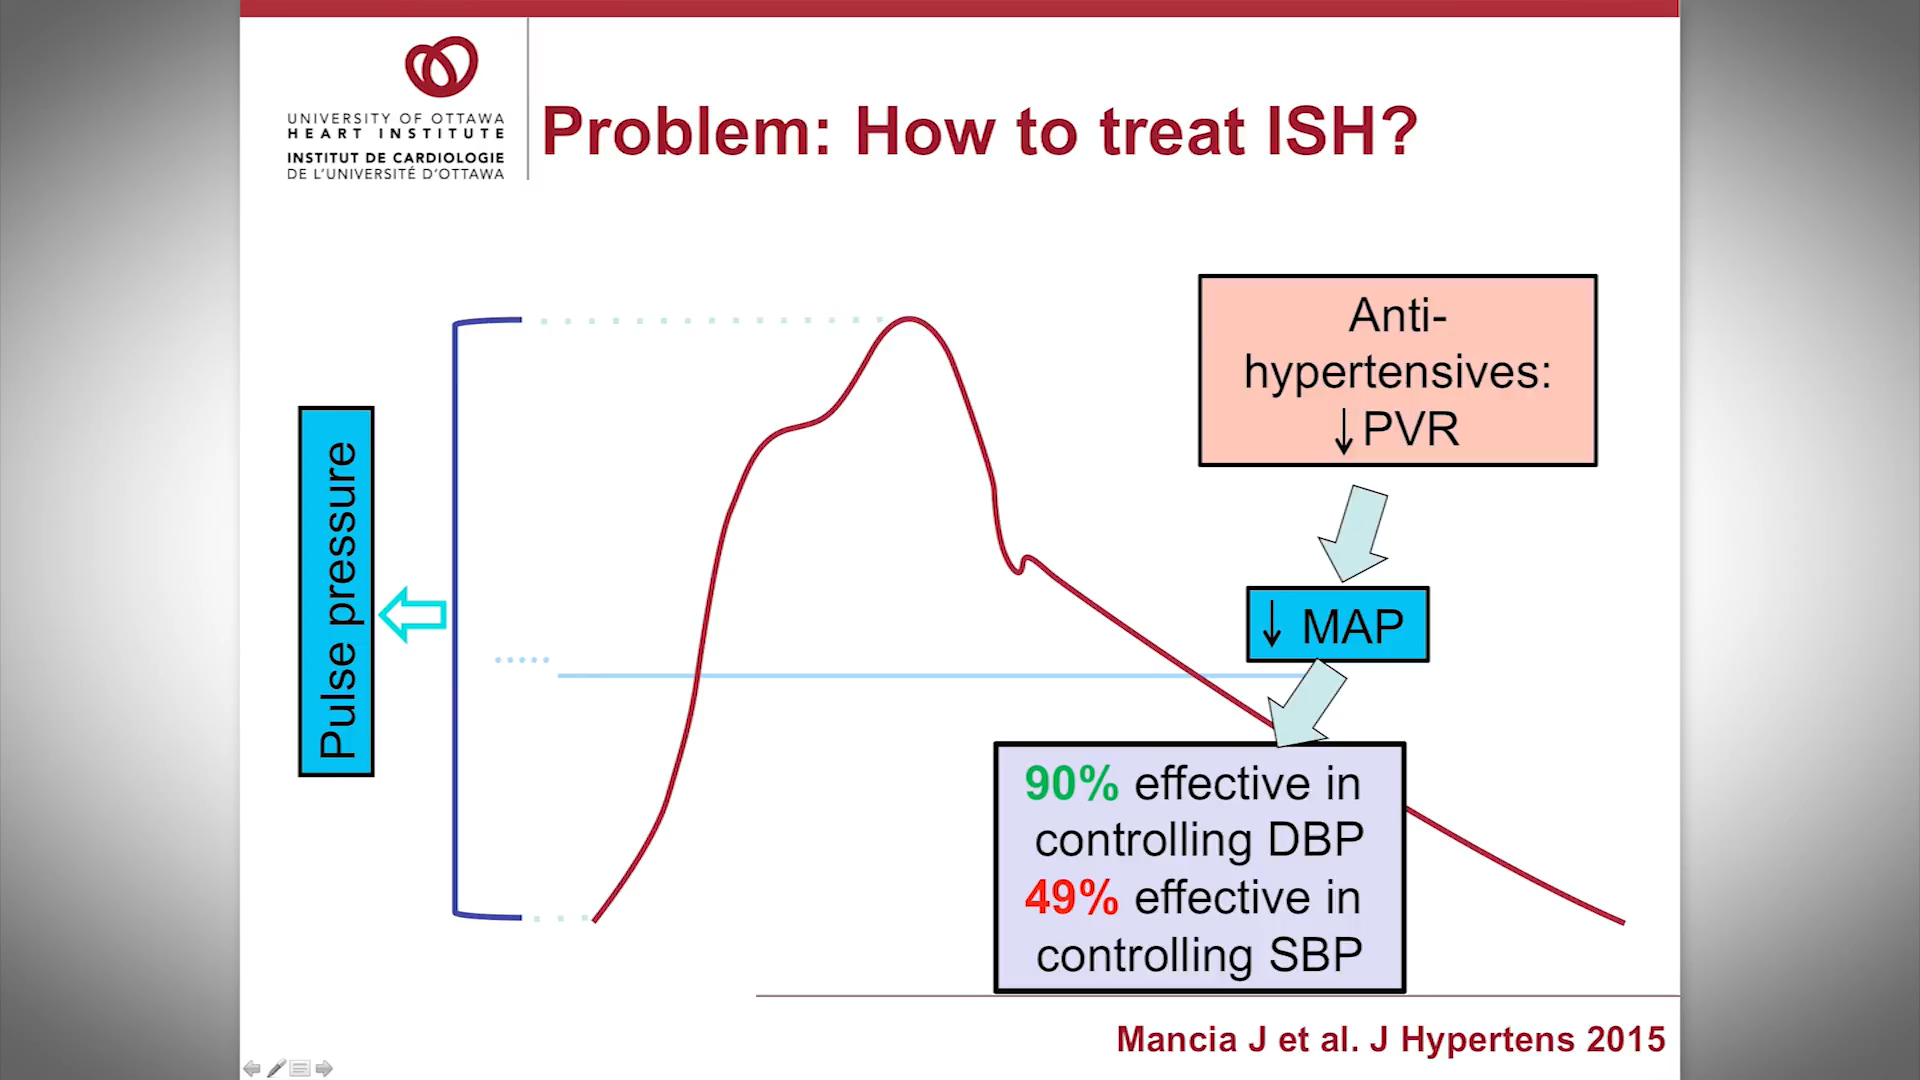 UNIVERSITY OF OTTAWA
HEART INSTITUTE
INSTITUT DE CARDIOLOGIE
DE L'UNIVERSITÉ D'OTTAWA
Problem: How to treat ISH?
Pulse pressure
Anti-
hypertensives:
↓PVR
↓ MAP
90% effective in
controlling DBP
49% effective in
controlling SBP
Mancia J et al. J Hypertens 2015